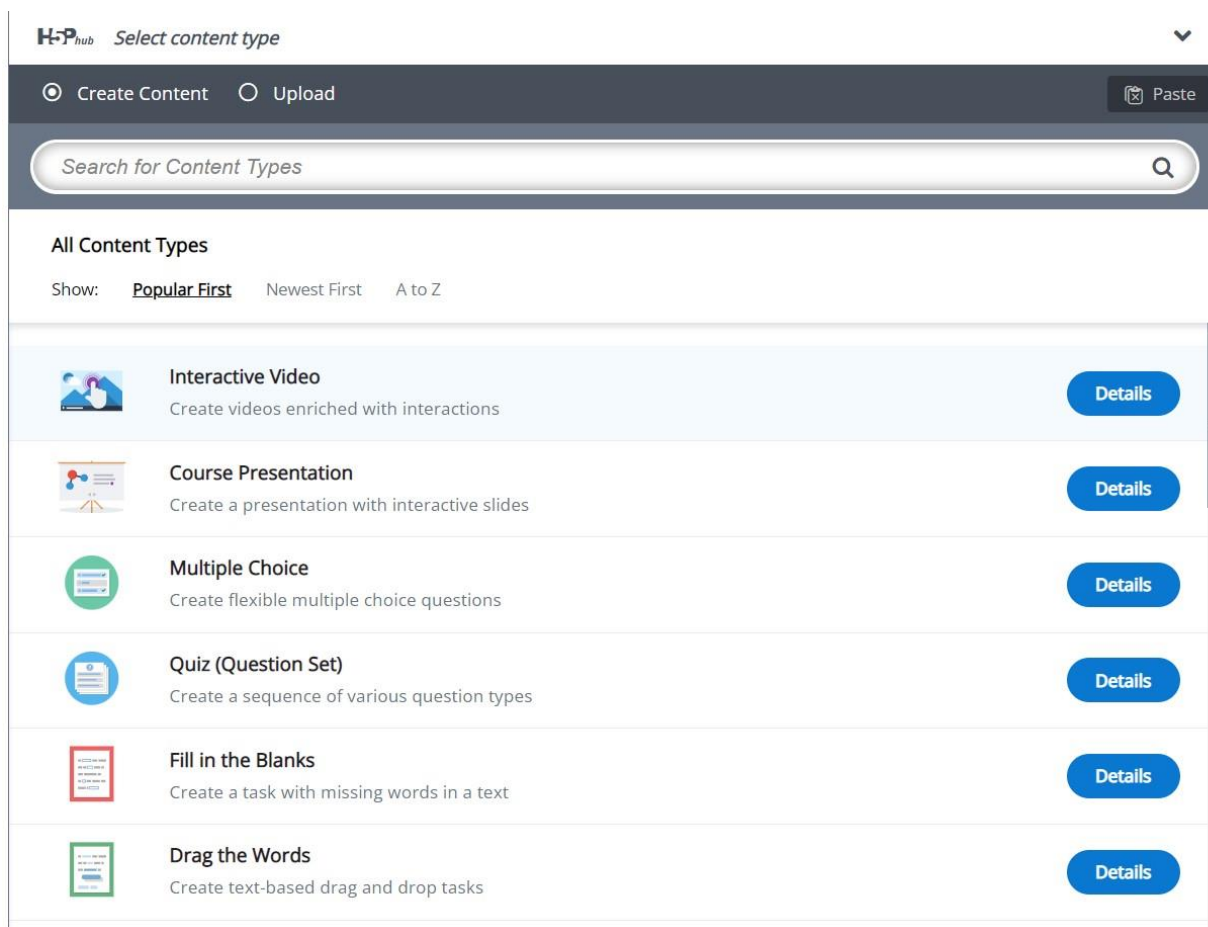 H5P hub Select content type
Create Content Upload Paste
Search for Content Types
All Content Types
Show: Popular First Newest First A to Z
Interactive Video
Create videos enriched with interactions
Details
Course Presentation
Create a presentation with interactive slides
Details
Multiple Choice
Create flexible multiple choice questions
Details
Quiz (Question Set)
Create a sequence of various question types
Details
Fill in the Blanks
Create a task with missing words in a text
Details
Drag the Words
Create text-based drag and drop tasks
Details